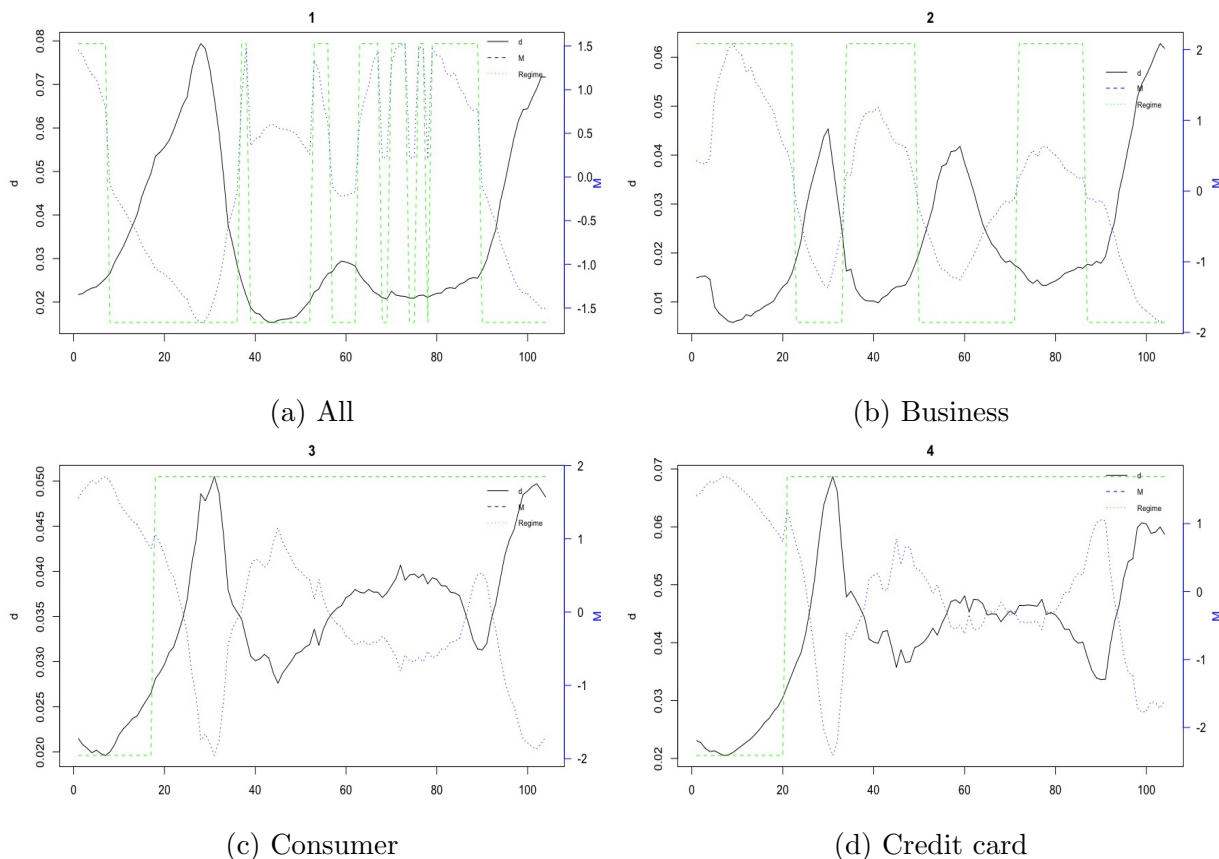 1
d
M
Regime
0.08
0.07
0.06
0.05
0.04
0.03
0.02
d
1.5
1.0
0.5
0.0
-0.5
-1.0
-1.5
M
0 20 40 60 80 100
(a) All
2
d
M
Regime
0.06
0.05
0.04
0.03
0.02
0.01
d
2
1
0
-1
-2
M
0 20 40 60 80 100
(b) Business
3
d
M
Regime
0.050
0.045
0.040
0.035
0.030
0.025
0.020
d
2
1
0
-1
-2
M
0 20 40 60 80 100
(c) Consumer
4
d
M
Regime
0.07
0.06
0.05
0.04
0.03
0.02
d
1
0
-1
-2
M
0 20 40 60 80 100
(d) Credit card